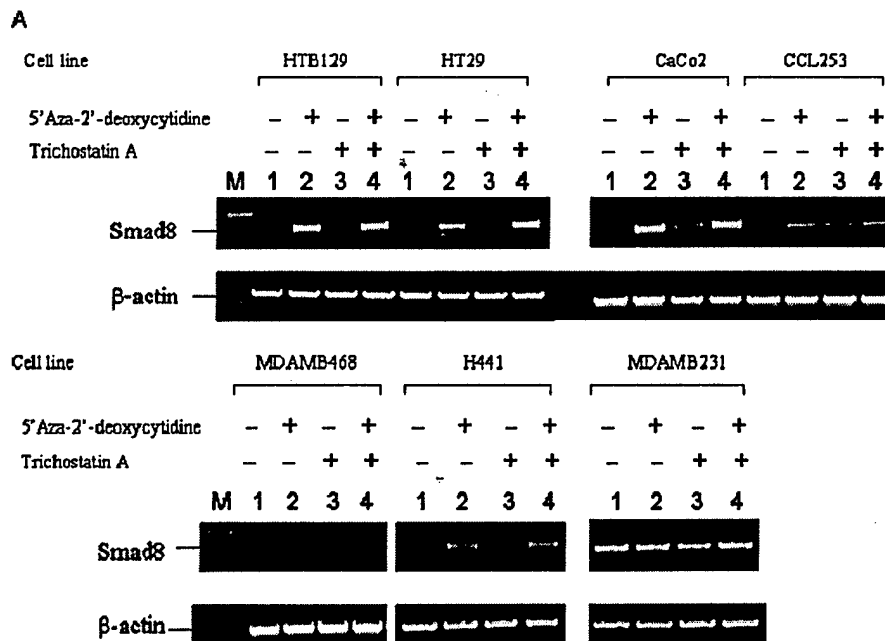 A
Cell line HTB129 HT29 CaCo2 CCL253
5'Aza-2'-deoxycytidine – + – + – + – + – + – + – + – +
Trichostatin A – – + + – – + + – – + + – – + +
M 1 2 3 4 1 2 3 4 1 2 3 4 1 2 3 4
Smad8
β-actin
Cell line MDAMB468 H441 MDAMB231
5'Aza-2'-deoxycytidine – + – + – + – + – + – +
Trichostatin A – – + + – – + + – – + +
M 1 2 3 4 1 2 3 4 1 2 3 4
Smad8
β-actin